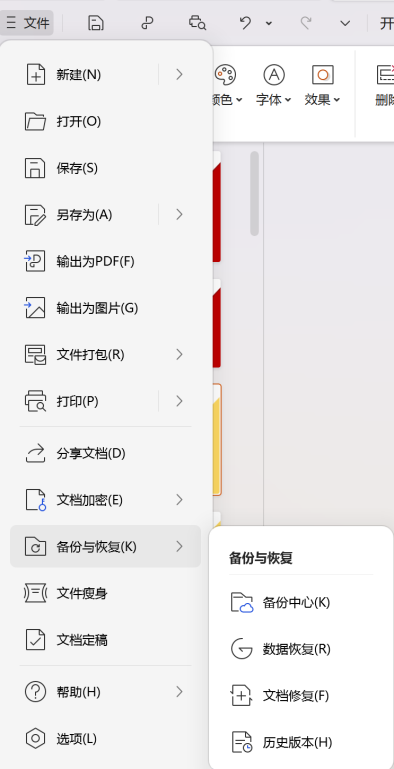 文件
开
新建(N)
颜色 字体 效果 删除
打开(O)
保存(S)
另存为(A)
输出为PDF(F)
输出为图片(G)
文件打包(R)
打印(P)
分享文档(D)
文档加密(E)
备份与恢复(K)
文件瘦身
文档定稿
帮助(H)
选项(L)
备份与恢复
备份中心(K)
数据恢复(R)
文档修复(F)
历史版本(H)